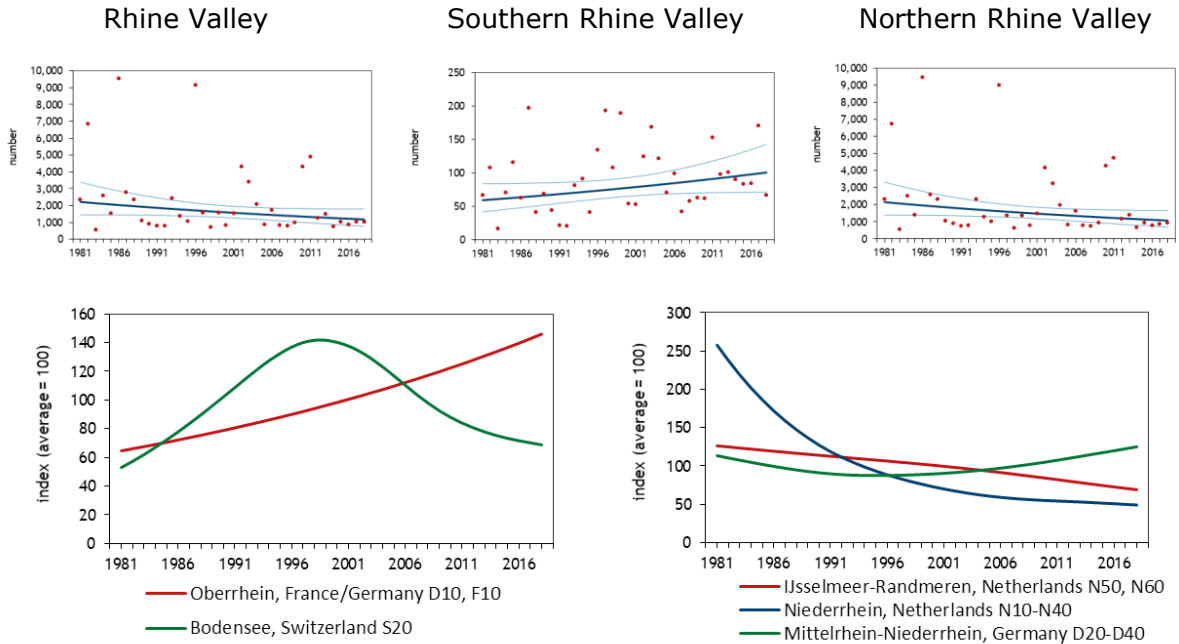 Rhine Valley
Southern Rhine Valley
Northern Rhine Valley
number
10,000
9,000
8,000
7,000
6,000
5,000
4,000
3,000
2,000
1,000
0
1981 1986 1991 1996 2001 2006 2011 2016
number
250
200
150
100
50
0
1981 1986 1991 1996 2001 2006 2011 2016
number
10,000
9,000
8,000
7,000
6,000
5,000
4,000
3,000
2,000
1,000
0
1981 1986 1991 1996 2001 2006 2011 2016
index (average = 100)
160
140
120
100
80
60
40
20
0
1981 1986 1991 1996 2001 2006 2011 2016
Oberrhein, France/Germany D10, F10
Bodensee, Switzerland S20
index (average = 100)
300
250
200
150
100
50
0
1981 1986 1991 1996 2001 2006 2011 2016
IJsselmeer-Randmeren, Netherlands N50, N60
Niederrhein, Netherlands N10-N40
Mittelrhein-Niederrhein, Germany D20-D40